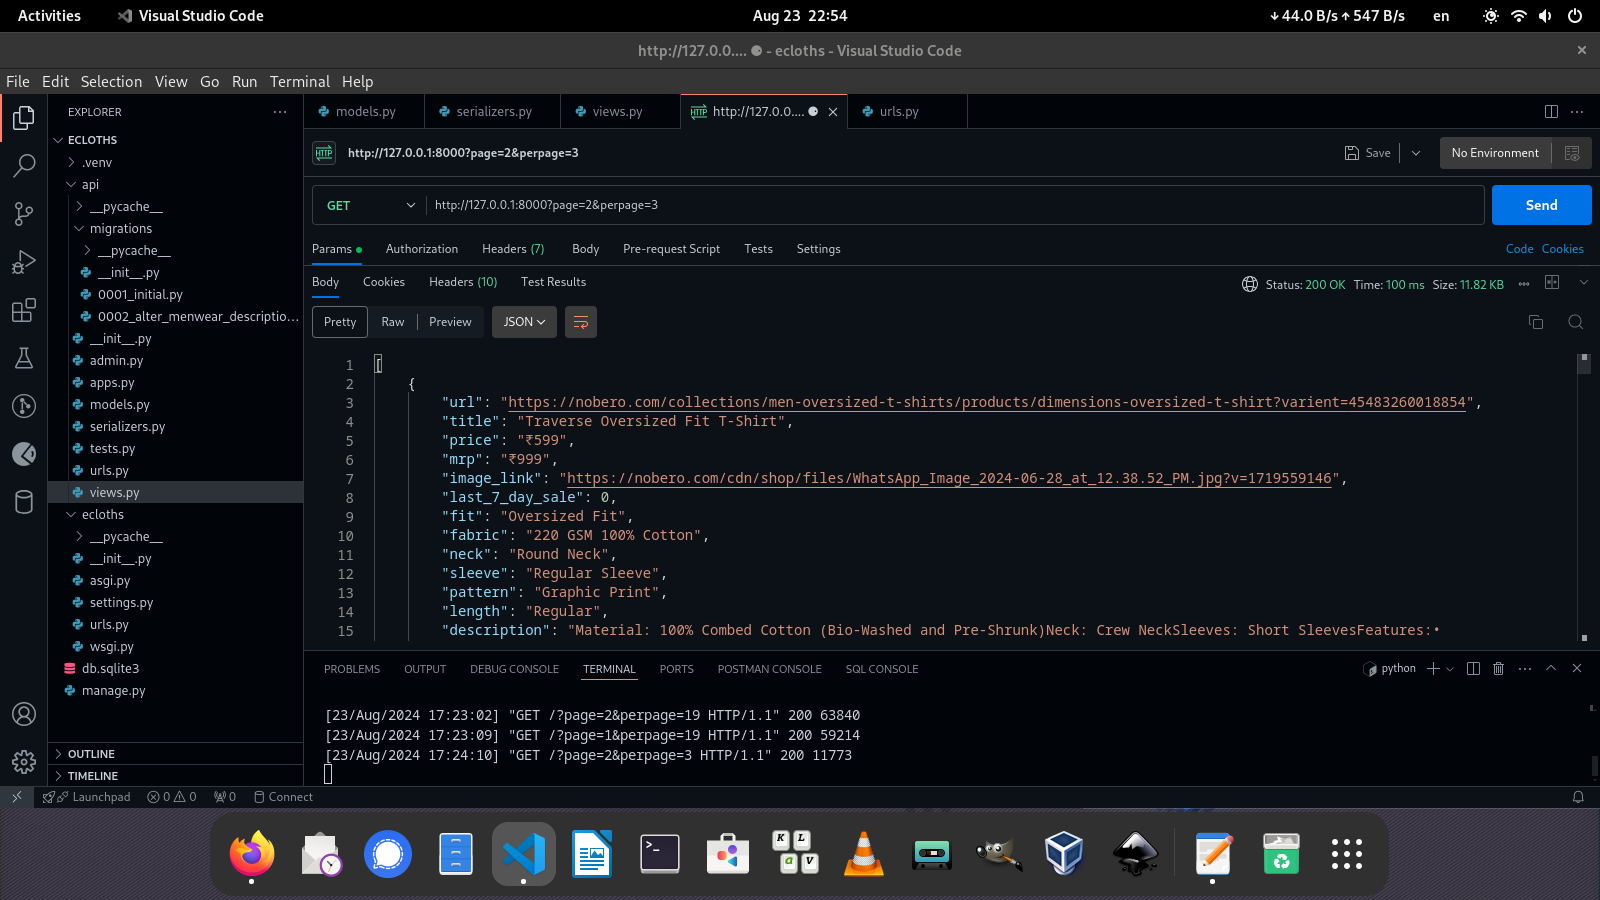 Activities Visual Studio Code Aug 23 22:54 ↓ 44.0 B/s ↑ 547 B/s en
http://127.0.0.... ● - ecloths - Visual Studio Code
File Edit Selection View Go Run Terminal Help
EXPLORER
ECLOTHS
.venv
api
__pycache__
migrations
__pycache__
__init__.py
0001_initial.py
0002_alter_menwear_descriptio...
__init__.py
admin.py
apps.py
models.py
serializers.py
tests.py
urls.py
views.py
ecloths
__pycache__
__init__.py
asgi.py
settings.py
urls.py
wsgi.py
db.sqlite3
manage.py
OUTLINE
TIMELINE
models.py serializers.py views.py HTTP http://127.0.0.... urls.py
HTTP http://127.0.0.1:8000?page=2&perpage=3 Save No Environment
GET http://127.0.0.1:8000?page=2&perpage=3 Send
Params Authorization Headers (7) Body Pre-request Script Tests Settings Code Cookies
Body Cookies Headers (10) Test Results Status: 200 OK Time: 100 ms Size: 11.82 KB
Pretty Raw Preview JSON
1 [
2 {
3 "url": "https://nobero.com/collections/men-oversized-t-shirts/products/dimensions-oversized-t-shirt?varient=45483260018854",
4 "title": "Traverse Oversized Fit T-Shirt",
5 "price": "₹599",
6 "mrp": "₹999",
7 "image_link": "https://nobero.com/cdn/shop/files/WhatsApp_Image_2024-06-28_at_12.38.52_PM.jpg?v=1719559146",
8 "last_7_day_sale": 0,
9 "fit": "Oversized Fit",
10 "fabric": "220 GSM 100% Cotton",
11 "neck": "Round Neck",
12 "sleeve": "Regular Sleeve",
13 "pattern": "Graphic Print",
14 "length": "Regular",
15 "description": "Material: 100% Combed Cotton (Bio-Washed and Pre-Shrunk)Neck: Crew NeckSleeves: Short SleevesFeatures:•
PROBLEMS OUTPUT DEBUG CONSOLE TERMINAL PORTS POSTMAN CONSOLE SQL CONSOLE python
[23/Aug/2024 17:23:02] "GET /?page=2&perpage=19 HTTP/1.1" 200 63840
[23/Aug/2024 17:23:09] "GET /?page=1&perpage=19 HTTP/1.1" 200 59214
[23/Aug/2024 17:24:10] "GET /?page=2&perpage=3 HTTP/1.1" 200 11773
Launchpad 0 0 0 Connect
K L
a V